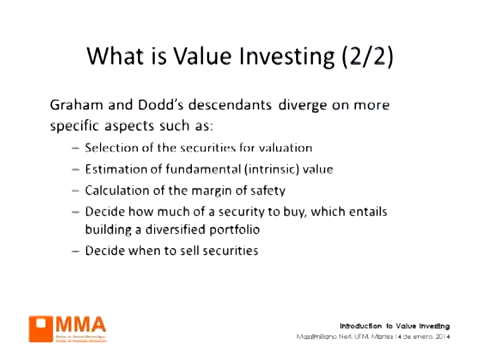 What is Value Investing (2/2)
Graham and Dodd's descendants diverge on more
specific aspects such as:
– Selection of the securities for valuation
– Estimation of fundamental (intrinsic) value
– Calculation of the margin of safety
– Decide how much of a security to buy, which entails
building a diversified portfolio
– Decide when to sell securities
MMA
Introduction to Value Investing
Massimiliano Neri, UFM, Martes 14 de enero, 2014